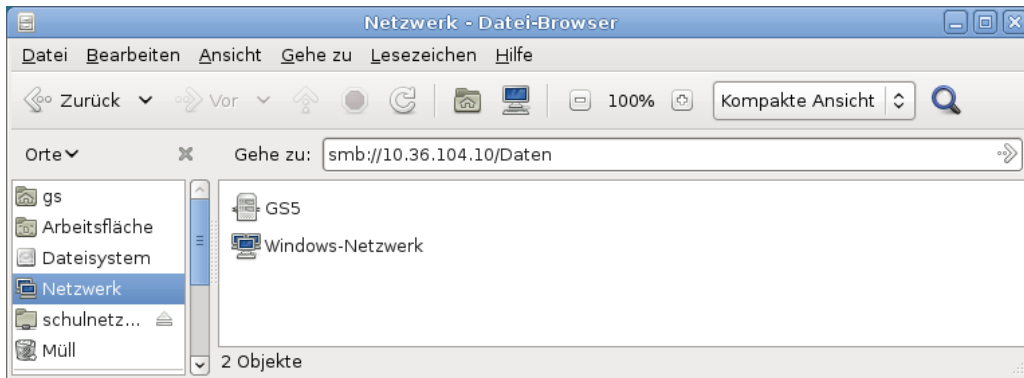 Netzwerk - Datei-Browser
Datei Bearbeiten Ansicht Gehe zu Lesezeichen Hilfe
Zurück Vor 100% Kompakte Ansicht
Orte Gehe zu: smb://10.36.104.10/Daten
gs
Arbeitsfläche
Dateisystem
Netzwerk
schulnetz...
Müll
GS5
Windows-Netzwerk
2 Objekte